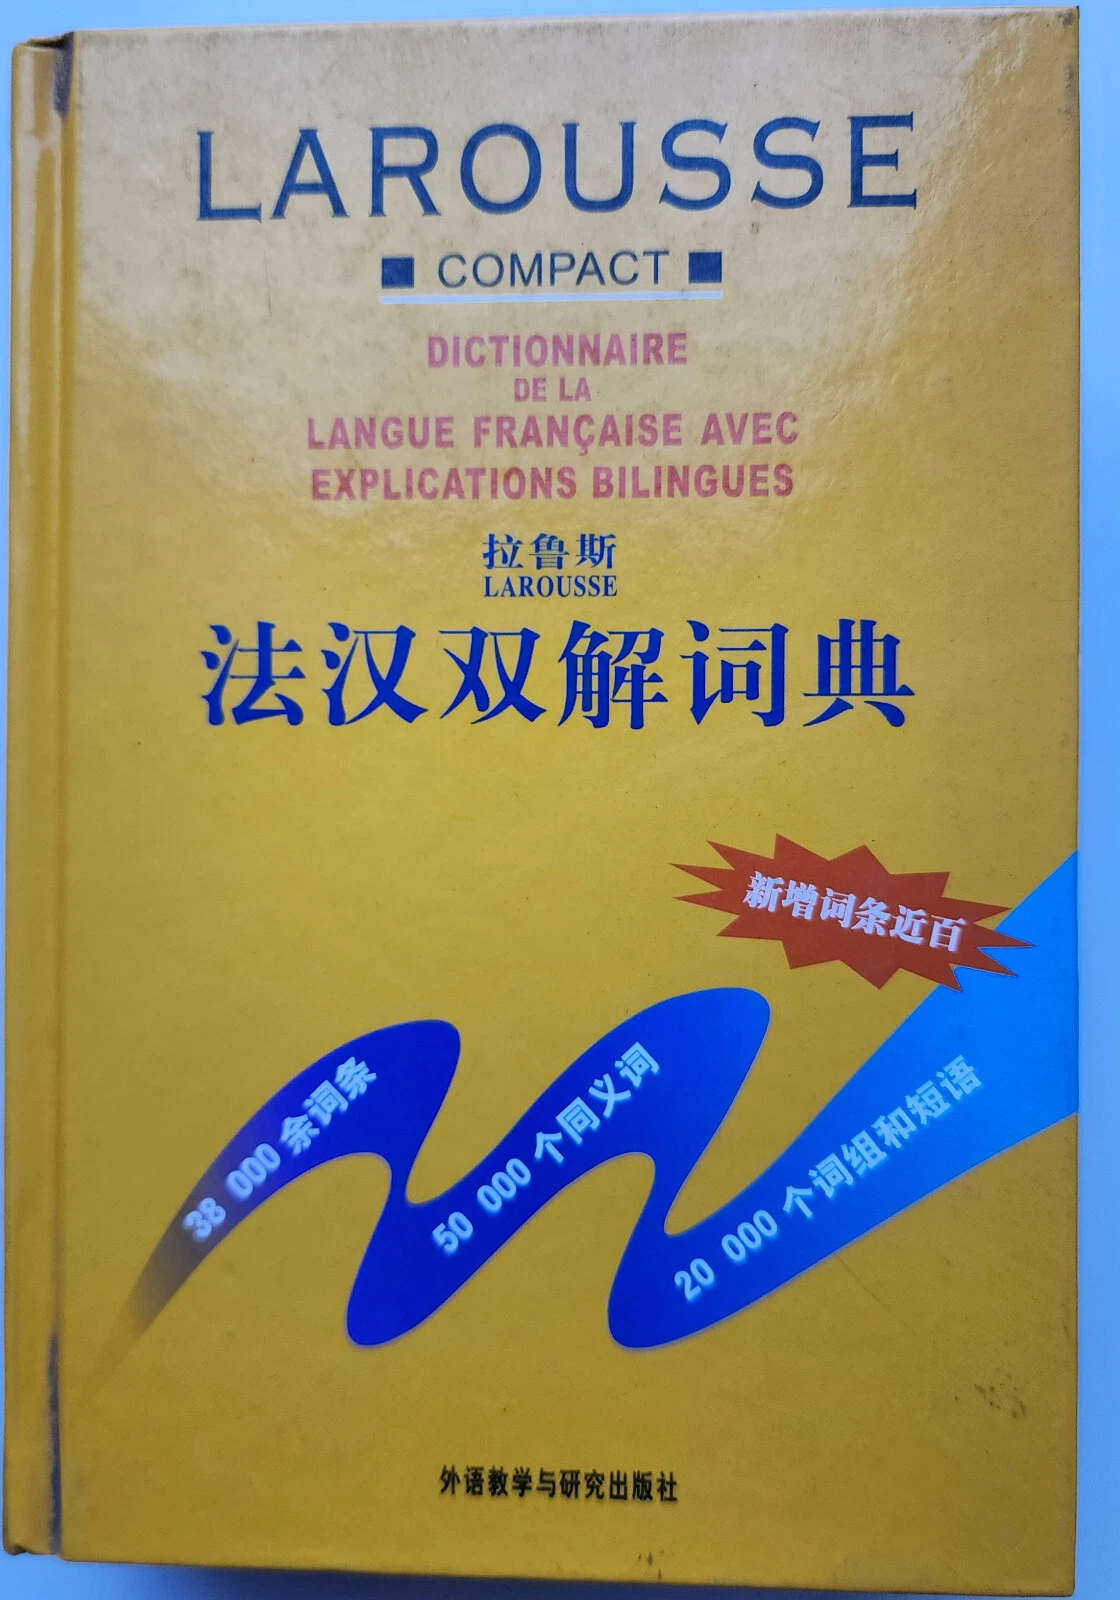 LAROUSSE
COMPACT
DICTIONNAIRE
DE LA
LANGUE FRANÇAISE AVEC
EXPLICATIONS BILINGUES
拉鲁斯
LAROUSSE
法汉双解词典
新增词条近百
38 000 余词条
50 000 个同义词
20 000 个词组和短语
外语教学与研究出版社